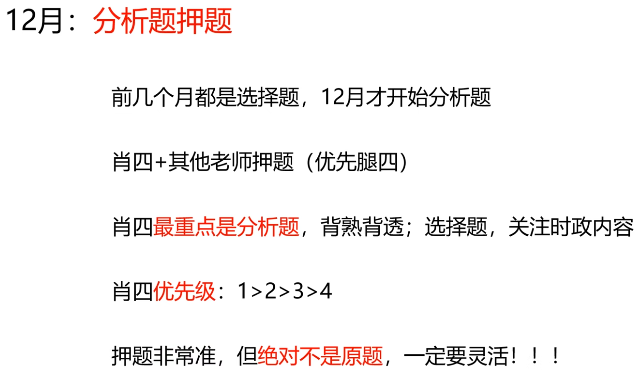 12月：分析题押题
前几个月都是选择题，12月才开始分析题
肖四+其他老师押题（优先腿四）
肖四最重点是分析题，背熟背透；选择题，关注时政内容
肖四优先级：1>2>3>4
押题非常准，但绝对不是原题，一定要灵活！！！